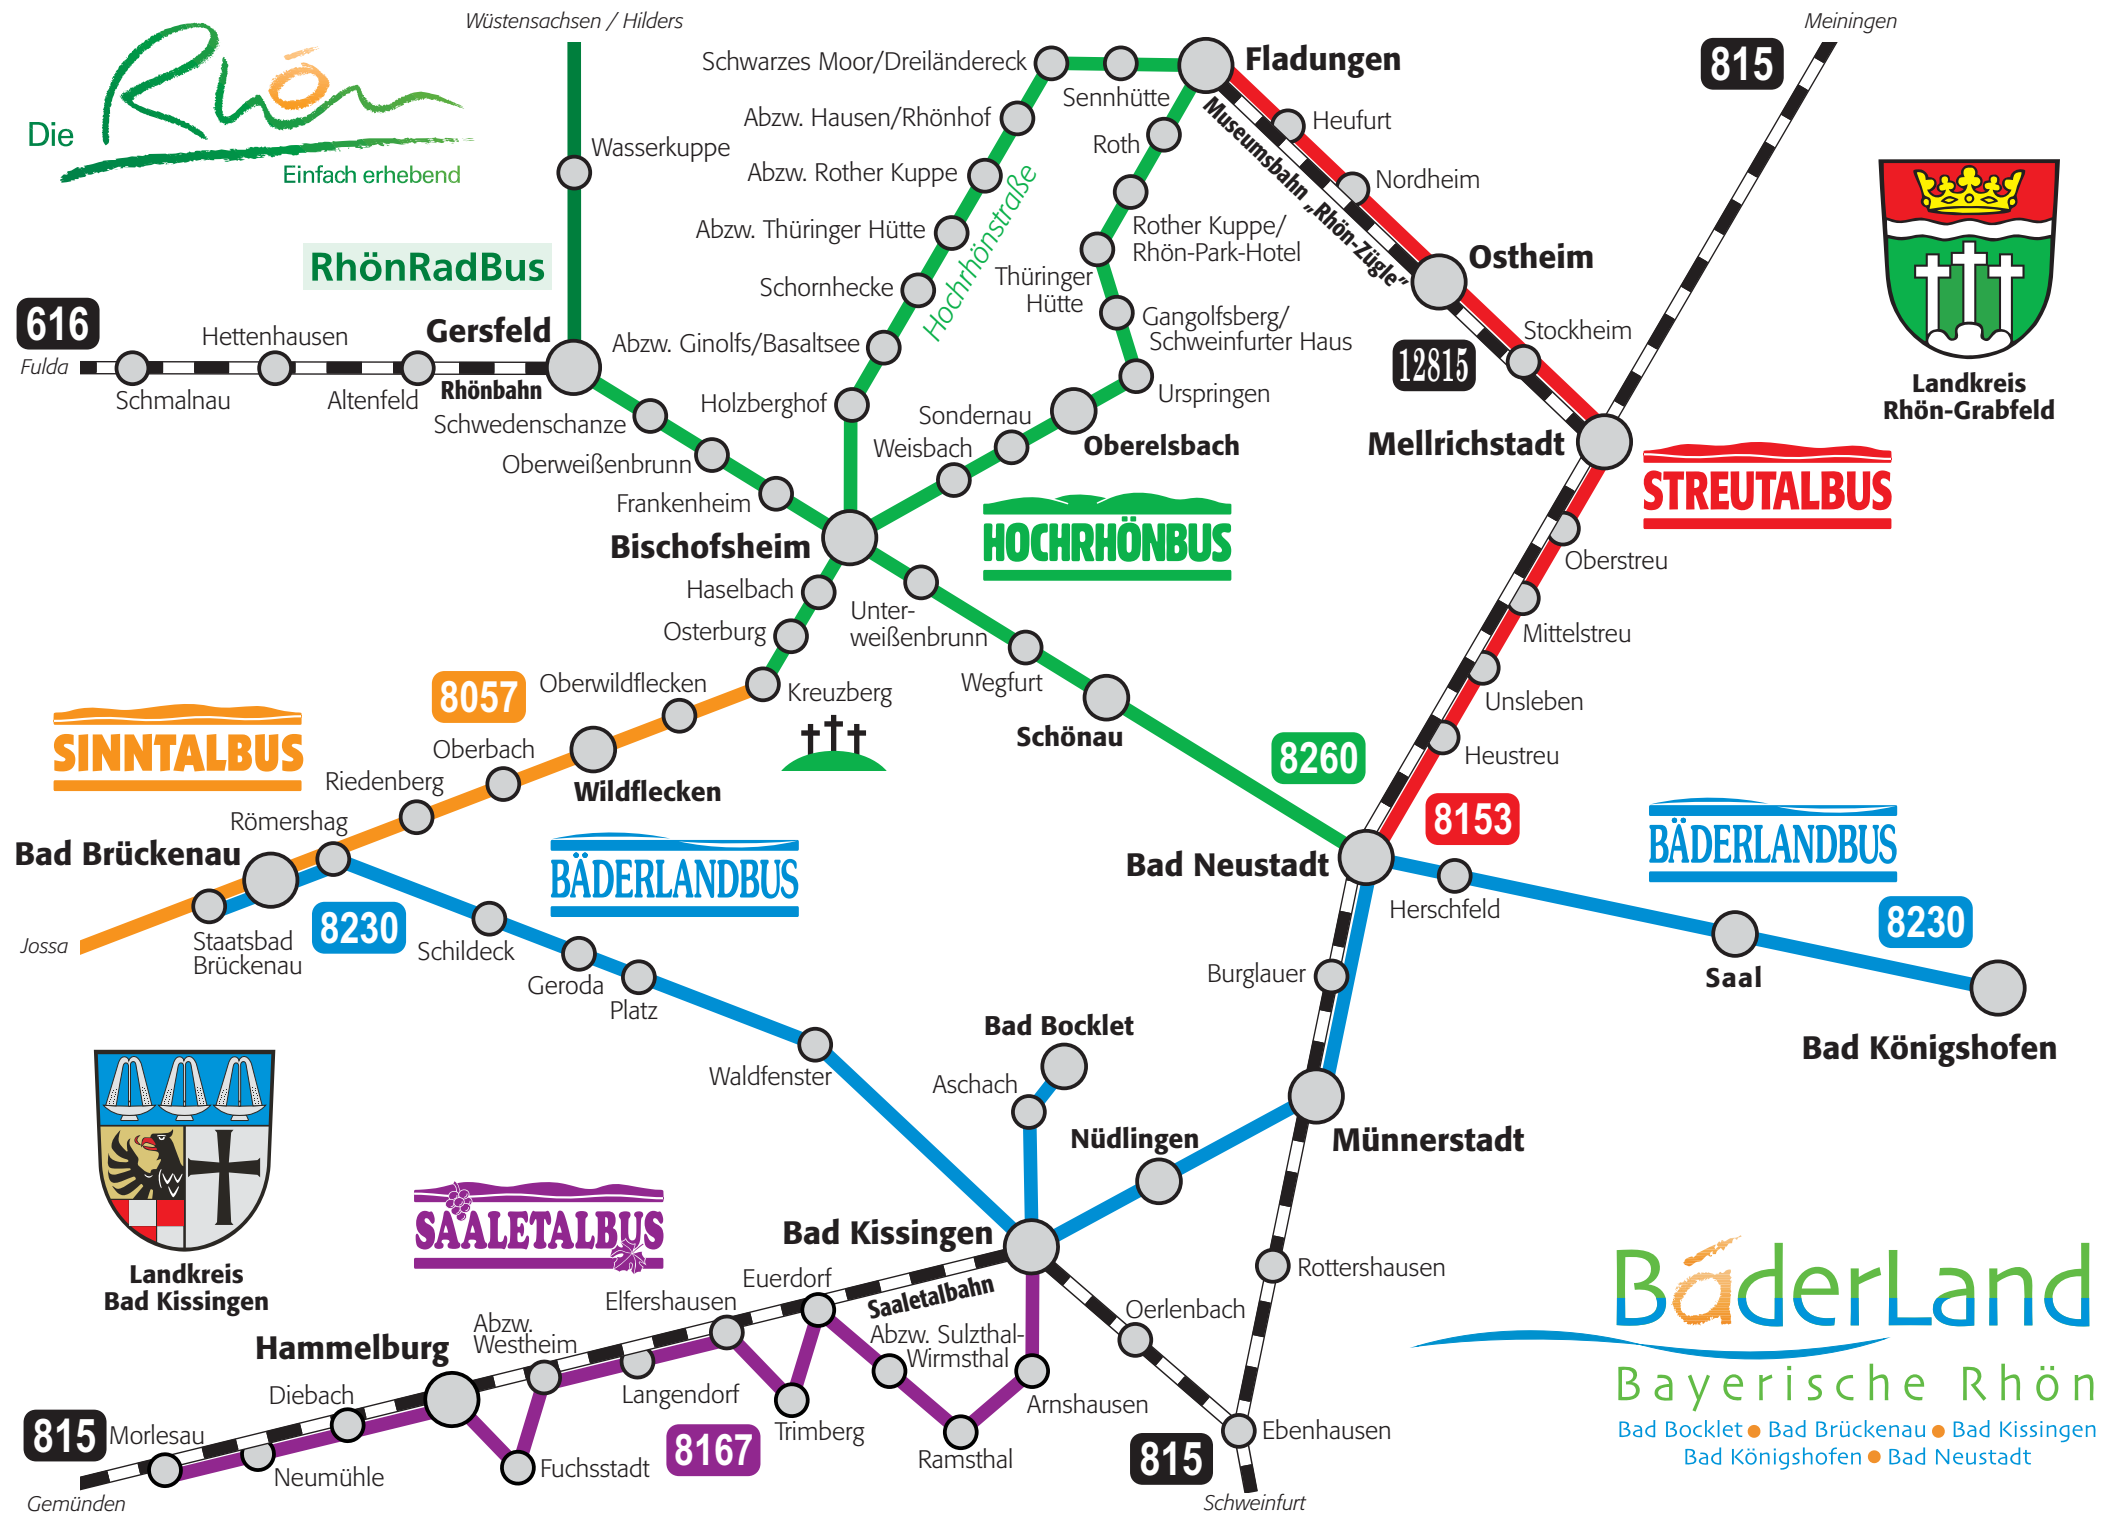 Wüstensachsen / Hilders
Meiningen
Die Rhön
Einfach erhebend
Schwarzes Moor/Dreiländereck
Fladungen
815
Sennhütte
Abzw. Hausen/Rhönhof
Heufurt
Wasserkuppe
Roth
Abzw. Rother Kuppe
Nordheim
Museumsbahn „Rhön-Zügle”
Hochrhönstraße
Abzw. Thüringer Hütte
Rother Kuppe/
Rhön-Park-Hotel
Ostheim
RhönRadBus
Thüringer
Hütte
Schornhecke
616
Hettenhausen
Gersfeld
Gangolfsberg/
Schweinfurter Haus
Stockheim
Abzw. Ginolfs/Basaltsee
Fulda
12815
Schmalnau
Altenfeld
Rhönbahn
Landkreis
Rhön-Grabfeld
Urspringen
Holzberghof
Schwedenschanze
Sondernau
Weisbach
Oberelsbach
Mellrichstadt
Oberweißenbrunn
STREUTALBUS
Frankenheim
HOCHRHÖNBUS
Bischofsheim
Oberstreu
Haselbach
Unter-
weißenbrunn
Osterburg
Mittelstreu
Wegfurt
8057
Oberwildflecken
Kreuzberg
Unsleben
SINNTALBUS
Schönau
Oberbach
8260
Heustreu
Riedenberg
Wildflecken
Römershag
8153
Bad Brückenau
BÄDERLANDBUS
Bad Neustadt
BÄDERLANDBUS
Herschfeld
8230
8230
Jossa
Staatsbad
Brückenau
Schildeck
Geroda
Platz
Burglauer
Saal
Bad Bocklet
Bad Königshofen
Waldfenster
Aschach
Nüdlingen
Münnerstadt
SAALETALBUS
Bad Kissingen
Landkreis
Bad Kissingen
Euerdorf
Saaletalbahn
Rottershausen
BäderLand
Elfershausen
Abzw.
Westheim
Oerlenbach
Abzw. Sulzthal-
Wirmsthal
Hammelburg
Bayerische Rhön
Diebach
Langendorf
Arnshausen
815
Morlesau
Trimberg
Ebenhausen
Bad Bocklet ● Bad Brückenau ● Bad Kissingen
Bad Königshofen ● Bad Neustadt
8167
Neumühle
Fuchsstadt
Ramsthal
815
Gemünden
Schweinfurt